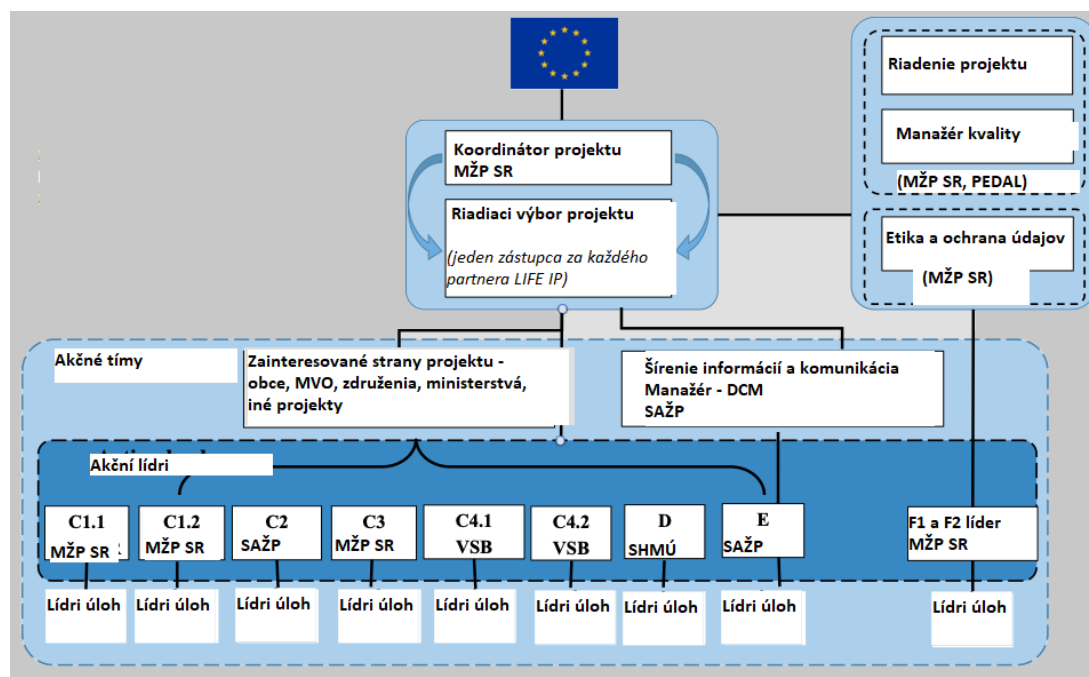 Koordinátor projektu
MŽP SR
Riadiaci výbor projektu
(jeden zástupca za každého
partnera LIFE IP)
Riadenie projektu
Manažér kvality
(MŽP SR, PEDAL)
Etika a ochrana údajov
(MŽP SR)
Akčné tímy
Zainteresované strany projektu -
obce, MVO, združenia, ministerstvá,
iné projekty
Šírenie informácií a komunikácia
Manažér - DCM
SAŽP
Akční lídri
C1.1
MŽP SR
C1.2
MŽP SR
C2
SAŽP
C3
MŽP SR
C4.1
VSB
C4.2
VSB
D
SHMÚ
E
SAŽP
F1 a F2 líder
MŽP SR
Lídri úloh
Lídri úloh
Lídri úloh
Lídri úloh
Lídri úloh
Lídri úloh
Lídri úloh
Lídri úloh
Lídri úloh